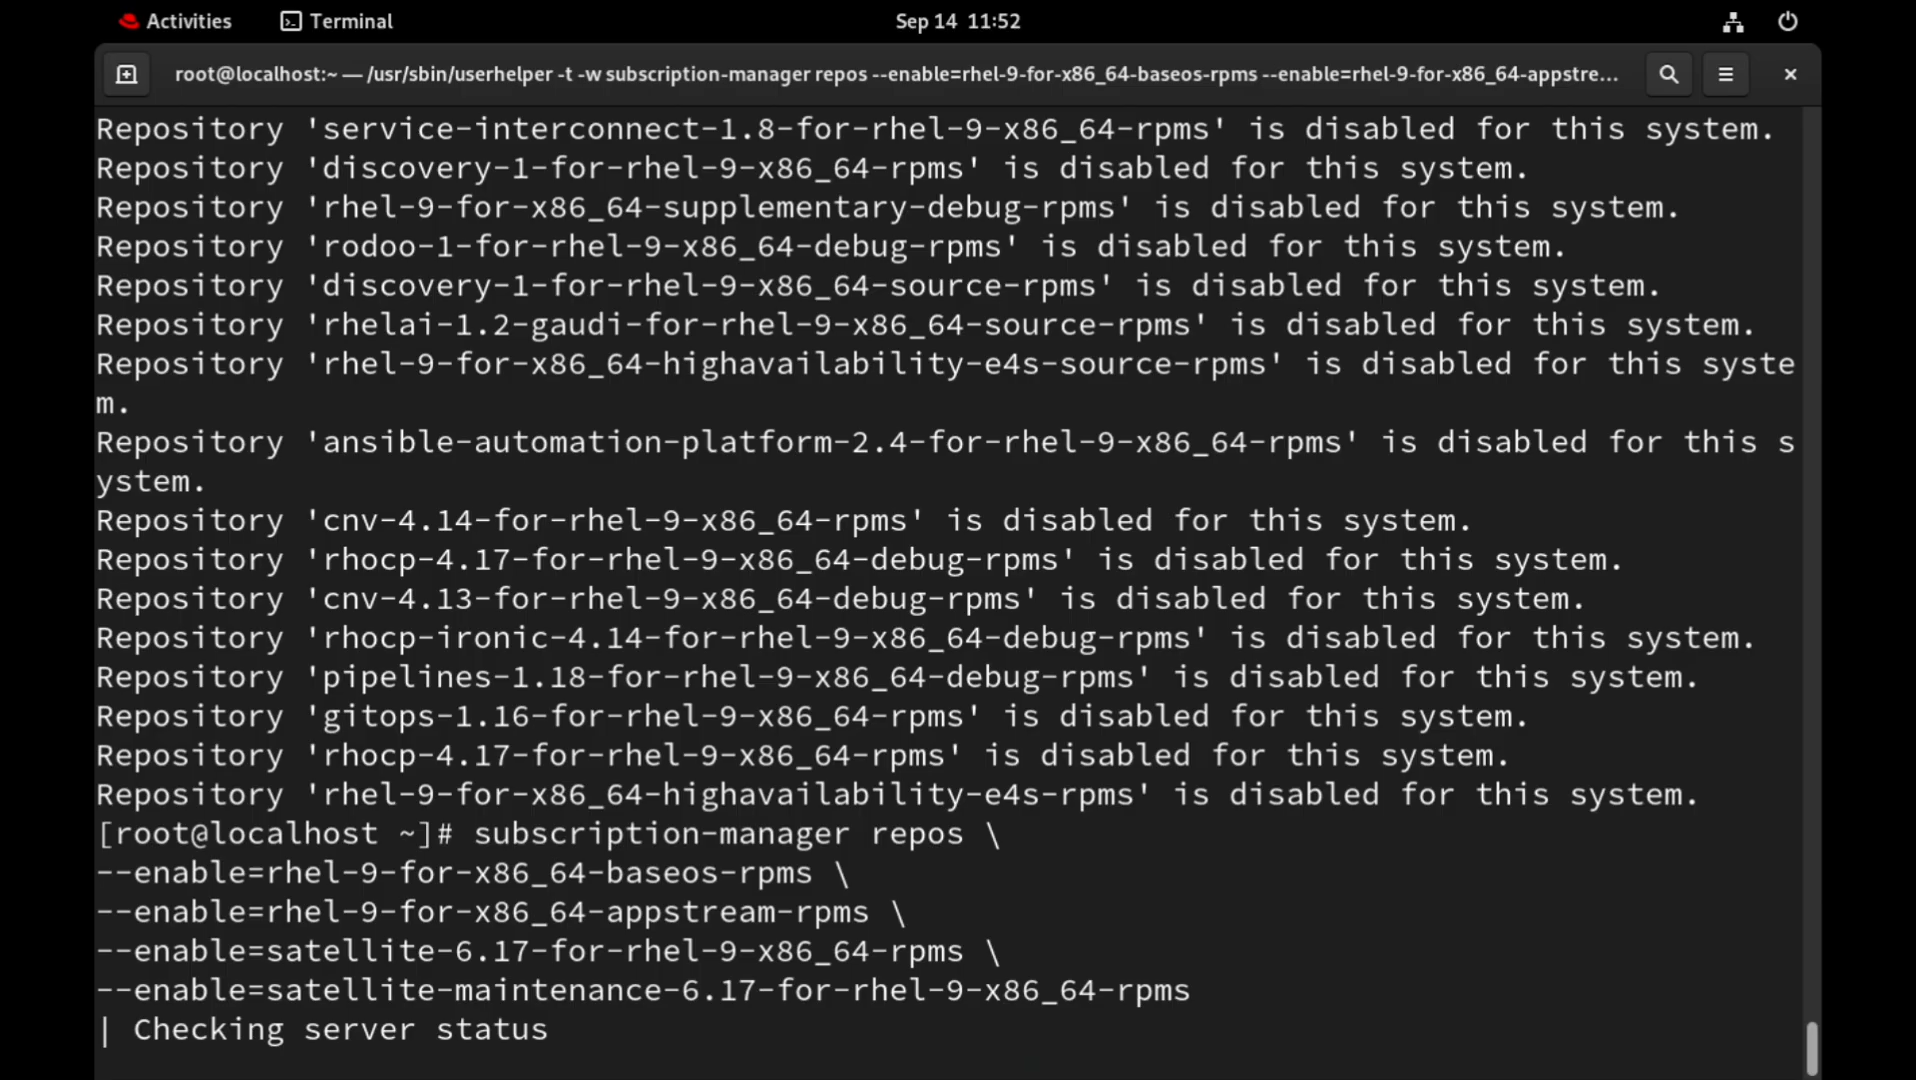 Activities Terminal Sep 14 11:52
root@localhost:~ — /usr/sbin/userhelper -t -w subscription-manager repos --enable=rhel-9-for-x86_64-baseos-rpms --enable=rhel-9-for-x86_64-appstre...
Repository 'service-interconnect-1.8-for-rhel-9-x86_64-rpms' is disabled for this system.
Repository 'discovery-1-for-rhel-9-x86_64-rpms' is disabled for this system.
Repository 'rhel-9-for-x86_64-supplementary-debug-rpms' is disabled for this system.
Repository 'rodoo-1-for-rhel-9-x86_64-debug-rpms' is disabled for this system.
Repository 'discovery-1-for-rhel-9-x86_64-source-rpms' is disabled for this system.
Repository 'rhelai-1.2-gaudi-for-rhel-9-x86_64-source-rpms' is disabled for this system.
Repository 'rhel-9-for-x86_64-highavailability-e4s-source-rpms' is disabled for this syste
m.
Repository 'ansible-automation-platform-2.4-for-rhel-9-x86_64-rpms' is disabled for this s
ystem.
Repository 'cnv-4.14-for-rhel-9-x86_64-rpms' is disabled for this system.
Repository 'rhocp-4.17-for-rhel-9-x86_64-debug-rpms' is disabled for this system.
Repository 'cnv-4.13-for-rhel-9-x86_64-debug-rpms' is disabled for this system.
Repository 'rhocp-ironic-4.14-for-rhel-9-x86_64-debug-rpms' is disabled for this system.
Repository 'pipelines-1.18-for-rhel-9-x86_64-debug-rpms' is disabled for this system.
Repository 'gitops-1.16-for-rhel-9-x86_64-rpms' is disabled for this system.
Repository 'rhocp-4.17-for-rhel-9-x86_64-rpms' is disabled for this system.
Repository 'rhel-9-for-x86_64-highavailability-e4s-rpms' is disabled for this system.
[root@localhost ~]# subscription-manager repos \
--enable=rhel-9-for-x86_64-baseos-rpms \
--enable=rhel-9-for-x86_64-appstream-rpms \
--enable=satellite-6.17-for-rhel-9-x86_64-rpms \
--enable=satellite-maintenance-6.17-for-rhel-9-x86_64-rpms
| Checking server status